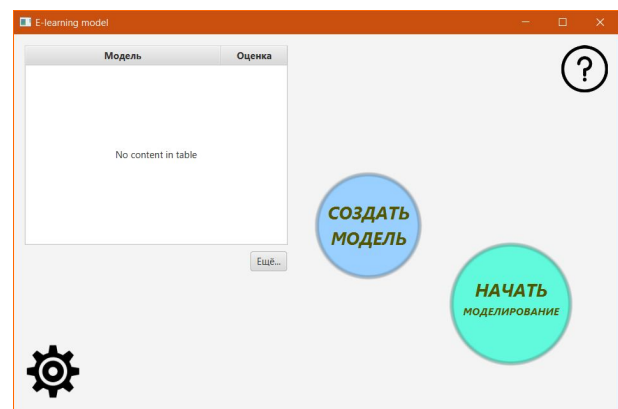 E-learning model
Модель Оценка
No content in table
Ещё...
СОЗДАТЬ
МОДЕЛЬ
НАЧАТЬ
МОДЕЛИРОВАНИЕ
?